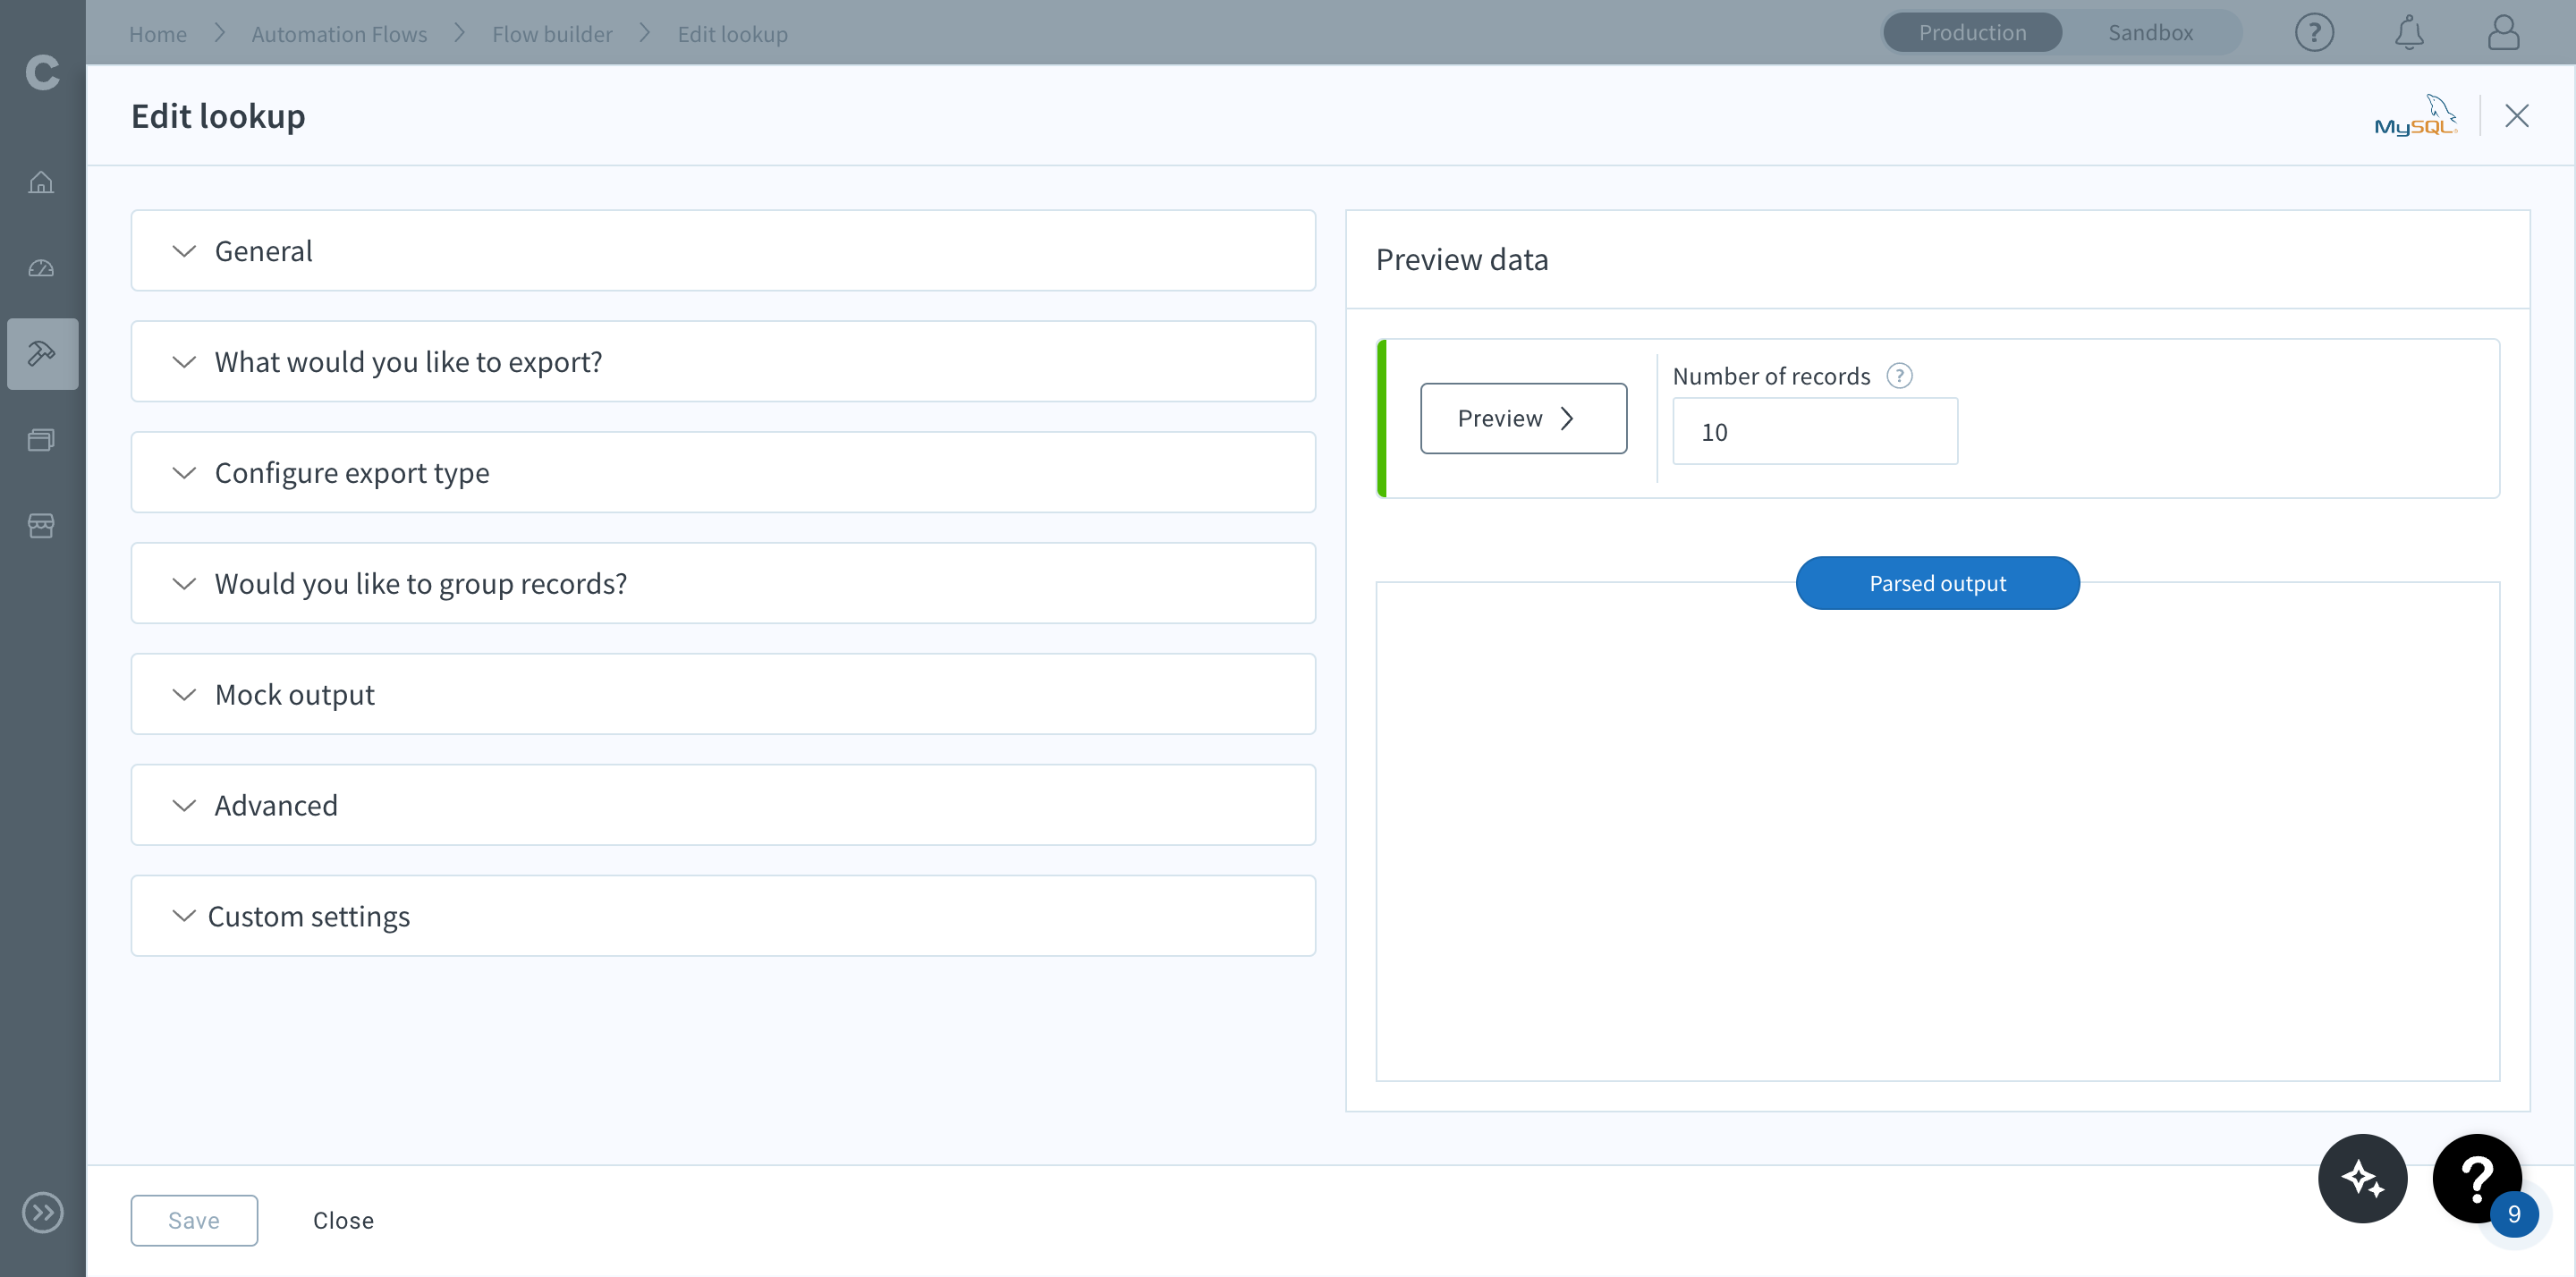 Home
Automation Flows
Flow builder
Edit lookup
Production
Sandbox
?
C
Edit lookup
MySQL
General
What would you like to export?
Configure export type
Would you like to group records?
Mock output
Advanced
Custom settings
Preview data
Preview
Number of records ?
10
Parsed output
Save
Close
?
9